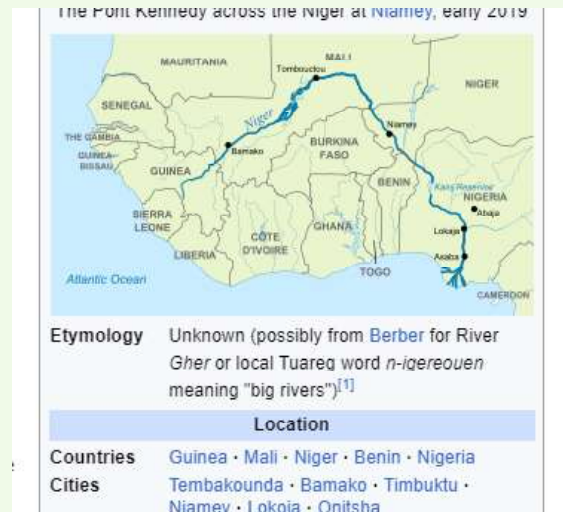 The Pont Kennedy across the Niger at Niamey, early 2019
MAURITANIA
MALI
Tombouctou
NIGER
SENEGAL
Niger
THE GAMBIA
Niamey
GUINEA-
BISSAU
Bamako
BURKINA
FASO
GUINEA
BENIN
Kainji Reservoir
NIGERIA
Abuja
SIERRA
LEONE
GHANA
Lokoja
CÔTE
D'IVOIRE
LIBERIA
Asaba
TOGO
Atlantic Ocean
CAMEROON
Etymology Unknown (possibly from Berber for River
Gher or local Tuareg word n-igereouen
meaning "big rivers")[1]
Location
Countries Guinea · Mali · Niger · Benin · Nigeria
Cities Tembakounda · Bamako · Timbuktu ·
Niamey · Lokoja · Onitsha